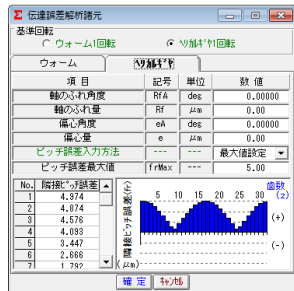 伝達誤差解析諸元
基準回転
ウォーム1回転 ヘリカルギヤ1回転
ウォーム ヘリカルギヤ
項 目 記号 単位 数 値
軸のふれ角度 RfA deg 0.00000
軸のふれ量 Rf μm 0.00
偏心角度 eA deg 0.00000
偏心量 e μm 0.00
ピッチ誤差入力方法 --- --- 最大値設定
ピッチ誤差最大値 frMax --- 5.00
No. 隣接ピッチ誤差
1 4.974
2 4.874
3 4.576
4 4.093
5 3.447
6 2.666
7 1.792
隣接ピッチ誤差(fr)
(μm)
5 10 15 20 25 30 歯数
(z)
(+)
(-)
確 定 キャンセル